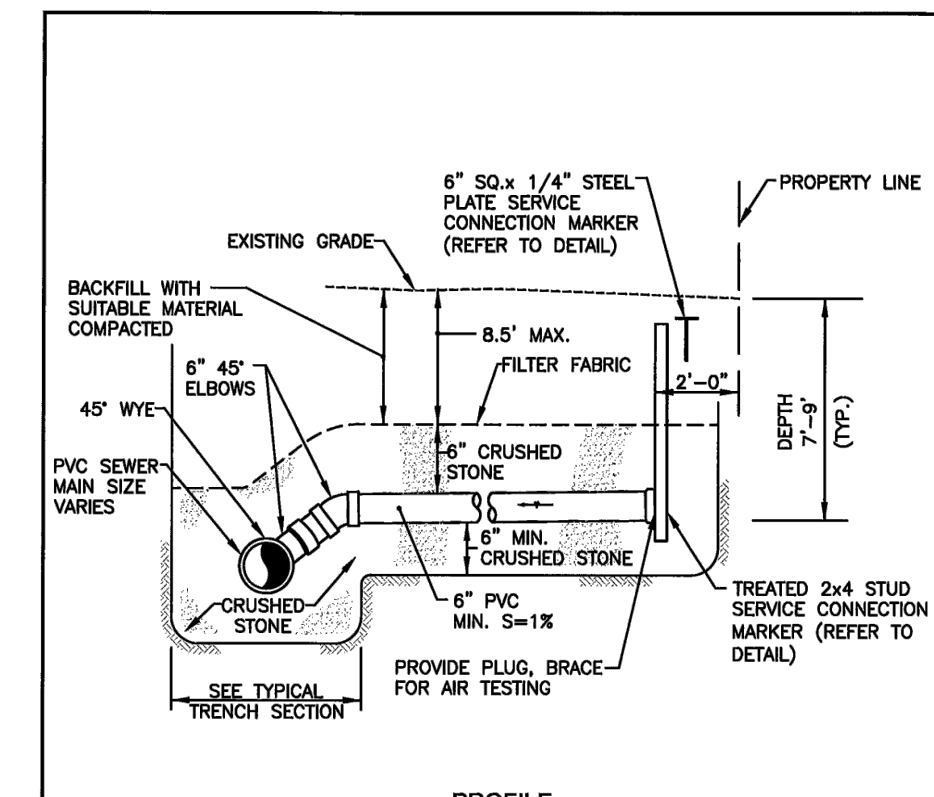 6" SQ.x 1/4" STEEL
PLATE SERVICE
CONNECTION MARKER
(REFER TO DETAIL)
PROPERTY LINE
EXISTING GRADE
BACKFILL WITH
SUITABLE MATERIAL
COMPACTED
8.5' MAX.
FILTER FABRIC
6" 45°
ELBOWS
2'-0"
45° WYE
DEPTH
7'-9'
(TYP.)
6" CRUSHED
STONE
PVC SEWER
MAIN SIZE
VARIES
6" MIN.
CRUSHED STONE
CRUSHED
STONE
6" PVC
MIN. S=1%
TREATED 2x4 STUD
SERVICE CONNECTION
MARKER (REFER TO
DETAIL)
PROVIDE PLUG, BRACE
FOR AIR TESTING
SEE TYPICAL
TRENCH SECTION
PROFILE